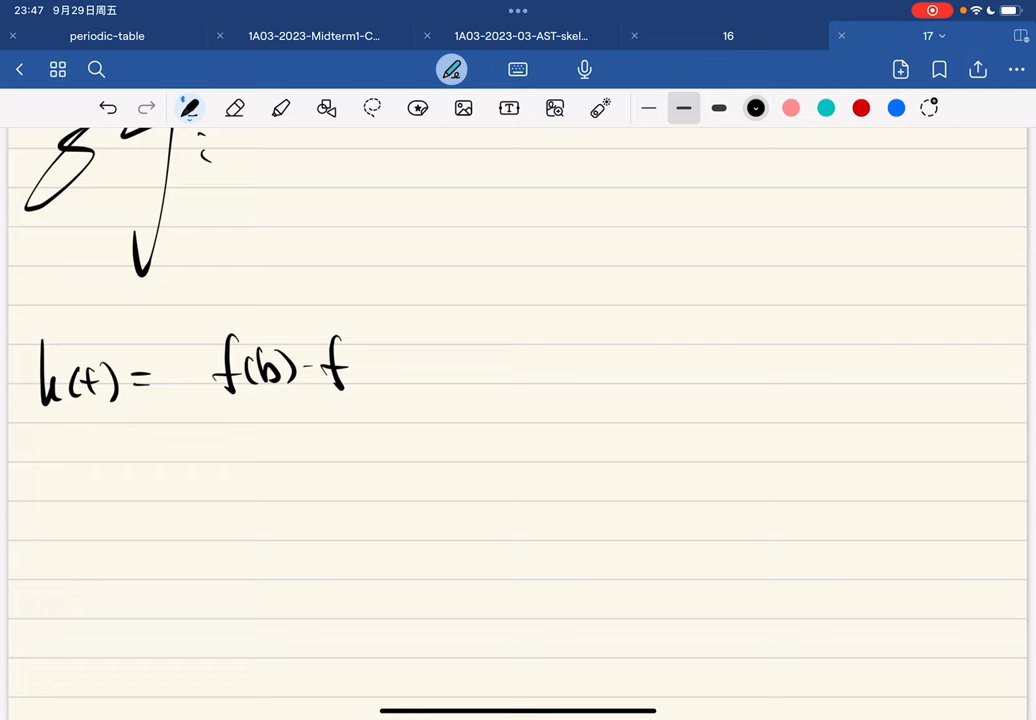 23:47 9月29日周五
periodic-table 1A03-2023-Midterm1-C... 1A03-2023-03-AST-skel... 16 17
h(t) = f(b) - f